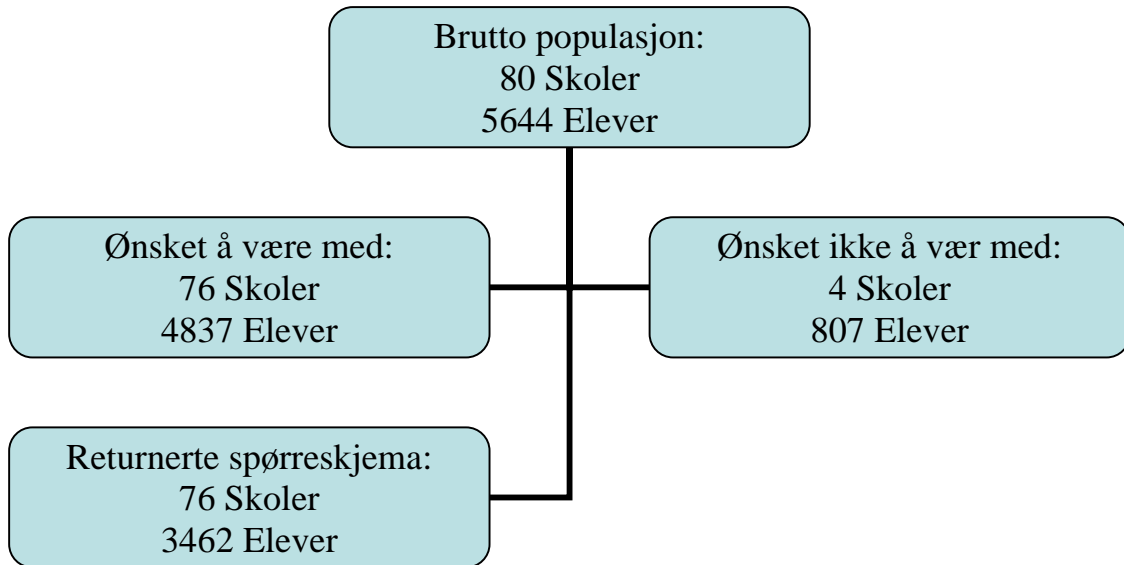 Brutto populasjon:
80 Skoler
5644 Elever
Ønsket å være med:
76 Skoler
4837 Elever
Ønsket ikke å vær med:
4 Skoler
807 Elever
Returnerte spørreskjema:
76 Skoler
3462 Elever